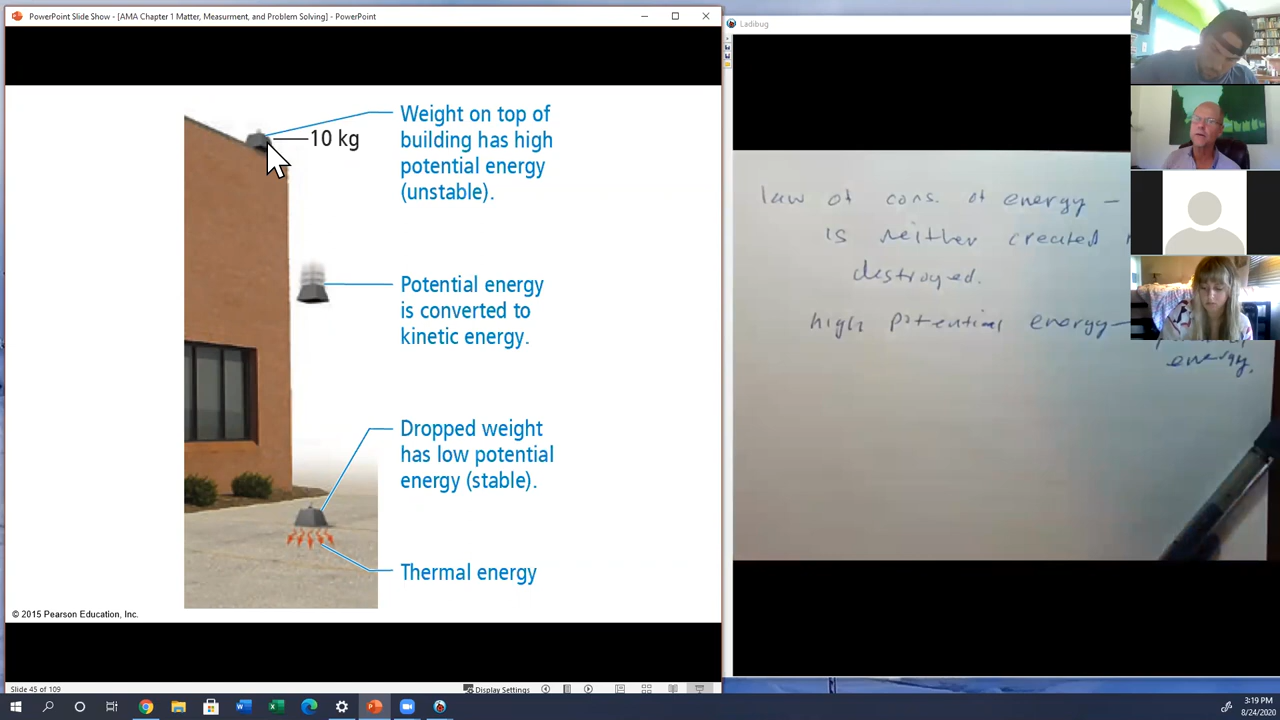 PowerPoint Slide Show - [AMA Chapter 1 Matter, Measurment, and Problem Solving] - PowerPoint
Weight on top of
building has high
potential energy
(unstable).
10 kg
Potential energy
is converted to
kinetic energy.
Dropped weight
has low potential
energy (stable).
Thermal energy
© 2015 Pearson Education, Inc.
Slide 45 of 109
Display Settings
Ladibug
law of cons. of energy –
is neither created
destroyed.
high potential energy –
energy.
3:19 PM
8/24/2020